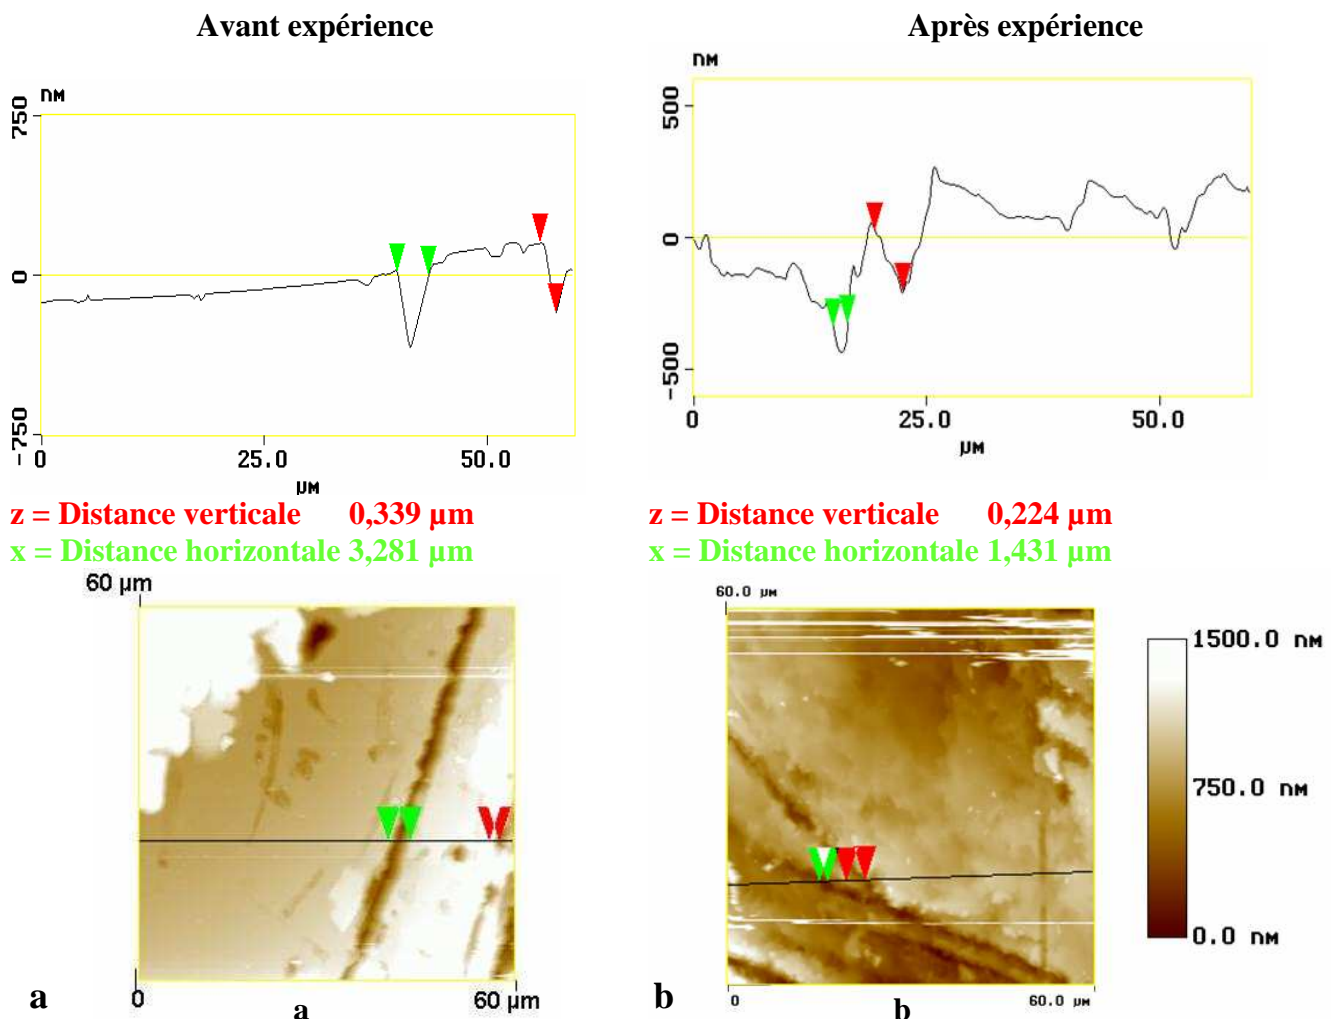 Avant expérience
nM
750
0
-750
0
25.0
50.0
µM
z = Distance verticale 0,339 µm
x = Distance horizontale 3,281 µm
60 µm
0
60 µm
a
a
Après expérience
nM
500
0
-500
0
25.0
50.0
µM
z = Distance verticale 0,224 µm
x = Distance horizontale 1,431 µm
60.0 µM
0
60.0 µM
b
b
1500.0 nM
750.0 nM
0.0 nM